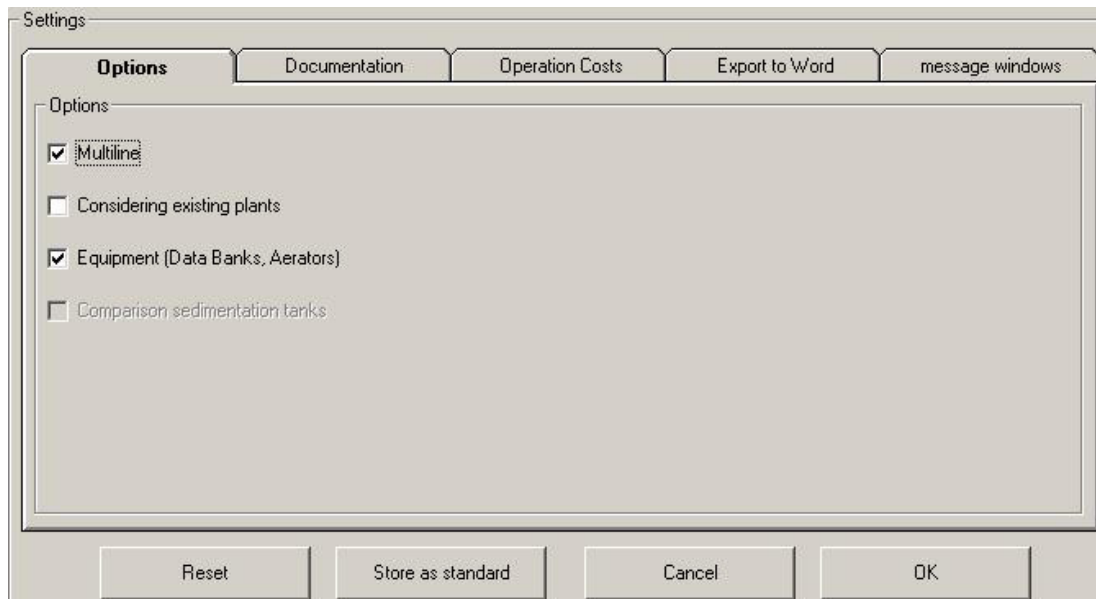 Settings
Options Documentation Operation Costs Export to Word message windows
Options
Multiline
Considering existing plants
Equipment (Data Banks, Aerators)
Comparison sedimentation tanks
Reset Store as standard Cancel OK